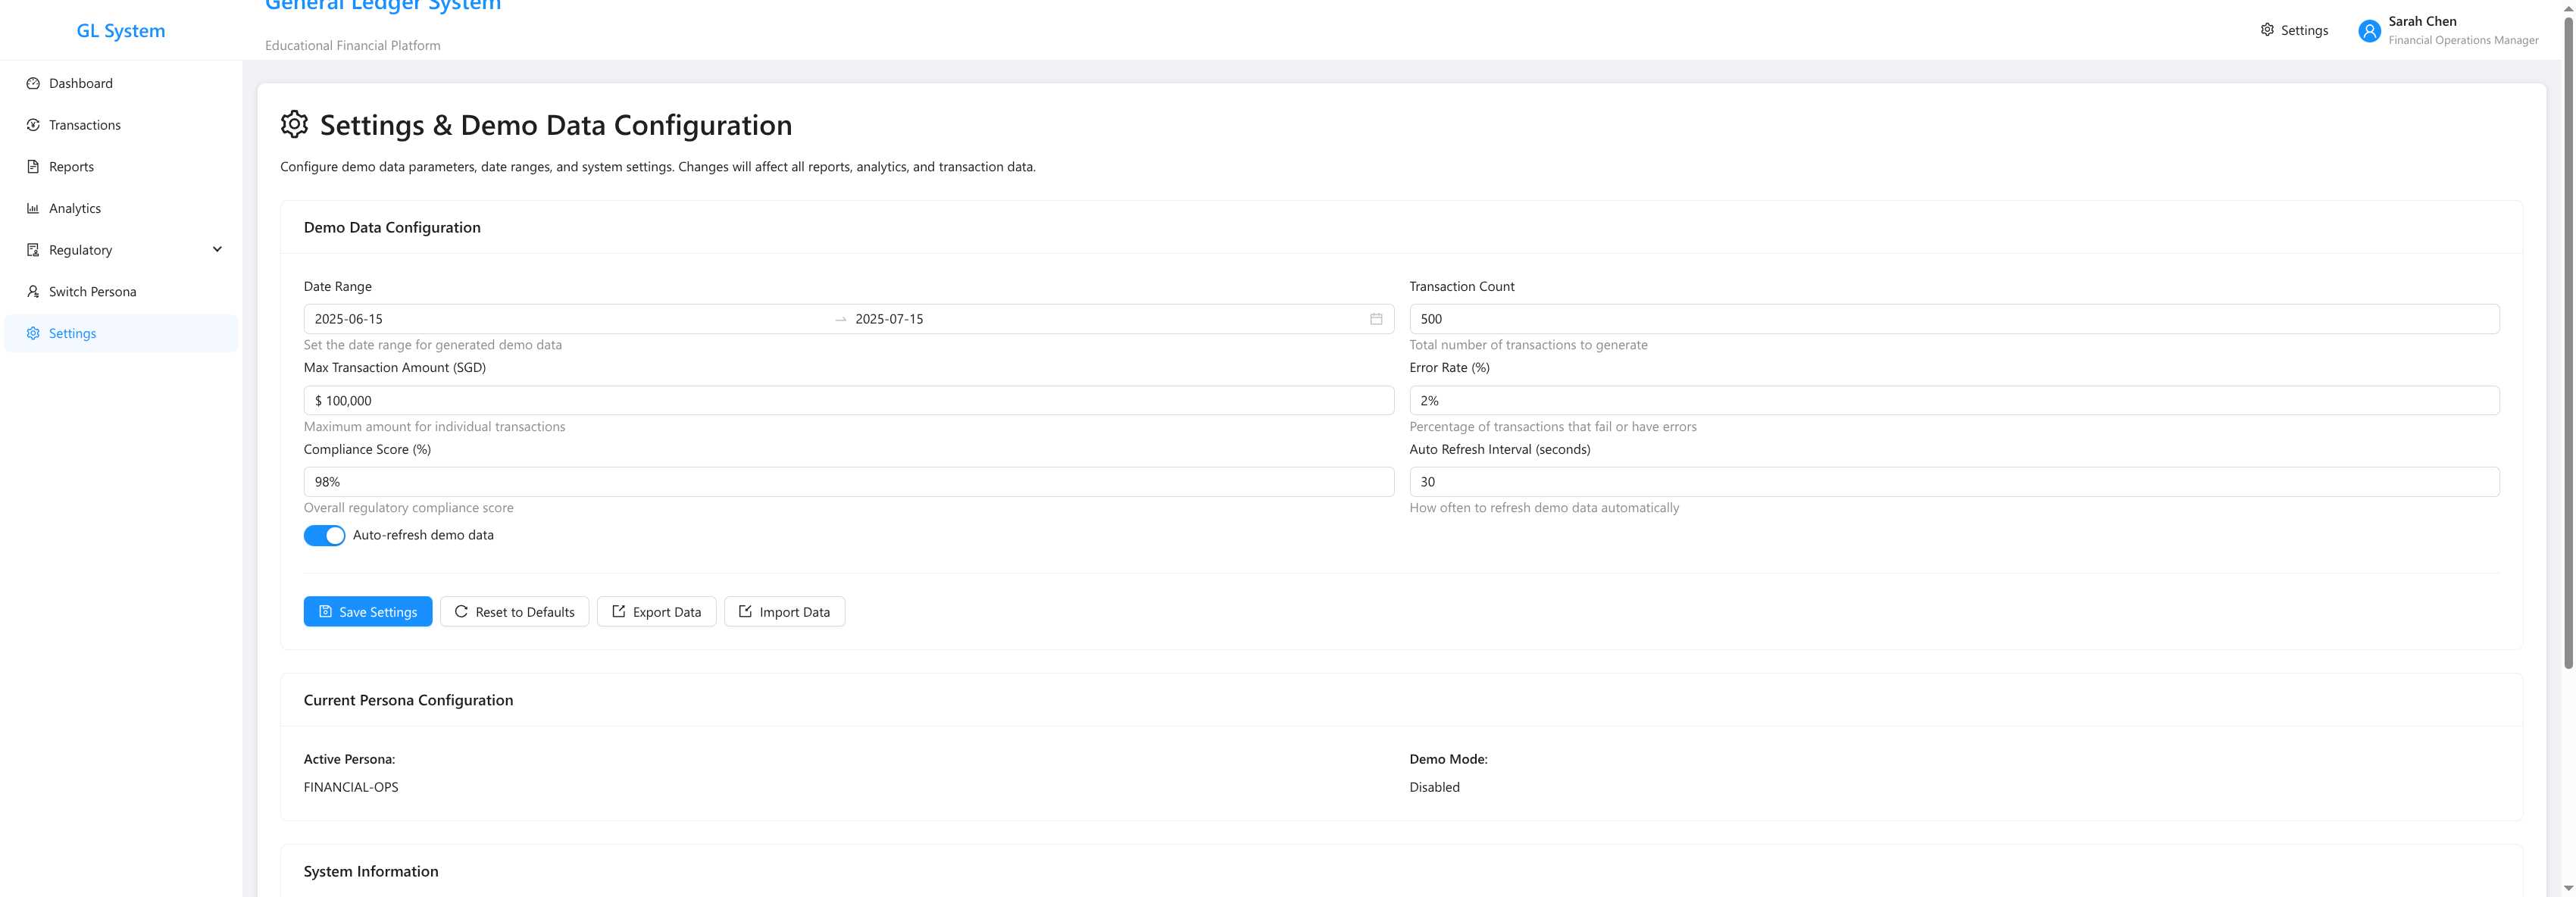 General Ledger System
GL System
Educational Financial Platform
Settings
Sarah Chen
Financial Operations Manager
Dashboard
Transactions
Reports
Analytics
Regulatory
Switch Persona
Settings
Settings & Demo Data Configuration
Configure demo data parameters, date ranges, and system settings. Changes will affect all reports, analytics, and transaction data.
Demo Data Configuration
Date Range
2025-06-15 → 2025-07-15
Set the date range for generated demo data
Transaction Count
500
Total number of transactions to generate
Max Transaction Amount (SGD)
$ 100,000
Maximum amount for individual transactions
Error Rate (%)
2%
Percentage of transactions that fail or have errors
Compliance Score (%)
98%
Overall regulatory compliance score
Auto Refresh Interval (seconds)
30
How often to refresh demo data automatically
Auto-refresh demo data
Save Settings
Reset to Defaults
Export Data
Import Data
Current Persona Configuration
Active Persona:
FINANCIAL-OPS
Demo Mode:
Disabled
System Information